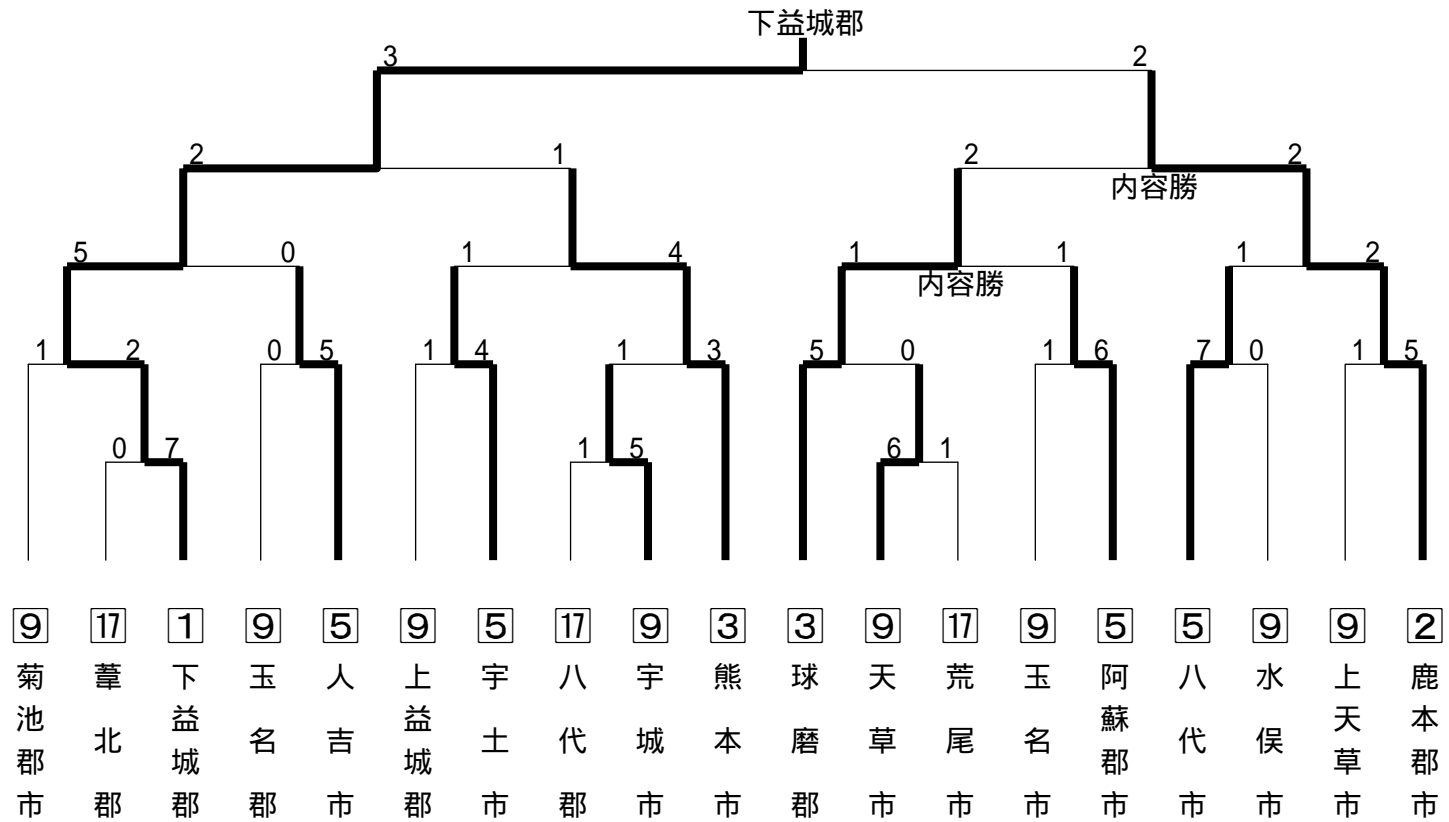 下益城郡
3 2
2 1 2 2
内容勝
5 0 1 4 1 1 1 2
内容勝
1 2 0 5 1 4 1 3 5 0 1 6 7 0 1 5
0 7 1 5 6 1
9 17 1 9 5 9 5 17 9 3 3 9 17 9 5 5 9 9 2
菊池郡市
葦北郡
下益城郡
玉名郡
人吉市
上益城郡
宇土市
八代郡
宇城市
熊本市
球磨郡
天草市
荒尾市
玉名市
阿蘇郡市
八代市
水俣市
上天草市
鹿本郡市